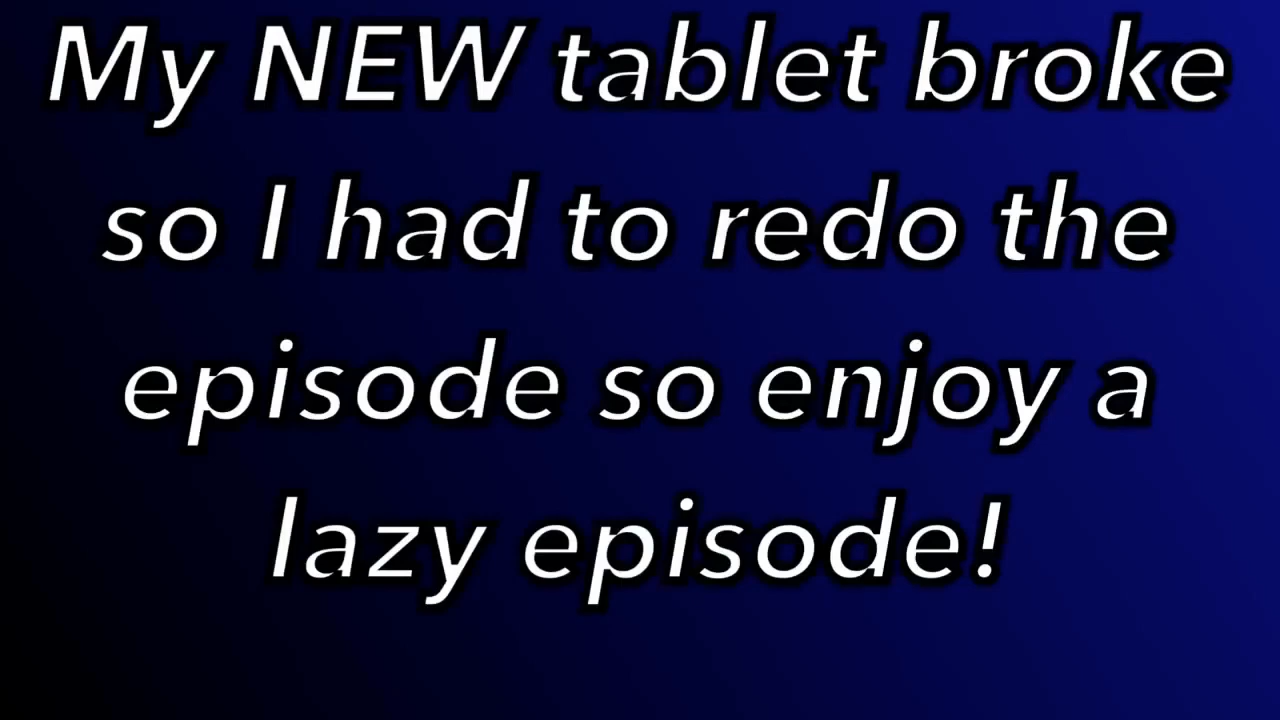 My NEW tablet broke
so I had to redo the
episode so enjoy a
lazy episode!